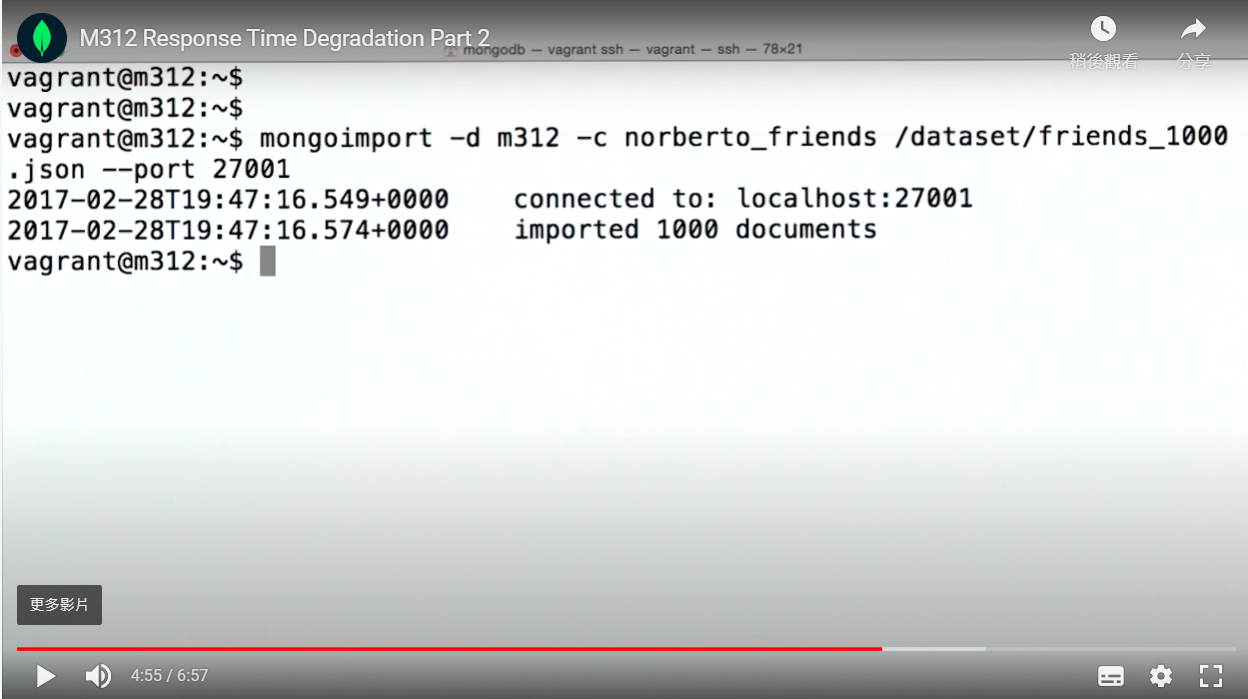 M312 Response Time Degradation Part 2
mongodb — vagrant ssh — vagrant — ssh — 78×21
稍後觀看
分享
vagrant@m312:~$
vagrant@m312:~$
vagrant@m312:~$ mongoimport -d m312 -c norberto_friends /dataset/friends_1000
.json --port 27001
2017-02-28T19:47:16.549+0000    connected to: localhost:27001
2017-02-28T19:47:16.574+0000    imported 1000 documents
vagrant@m312:~$
更多影片
4:55 / 6:57